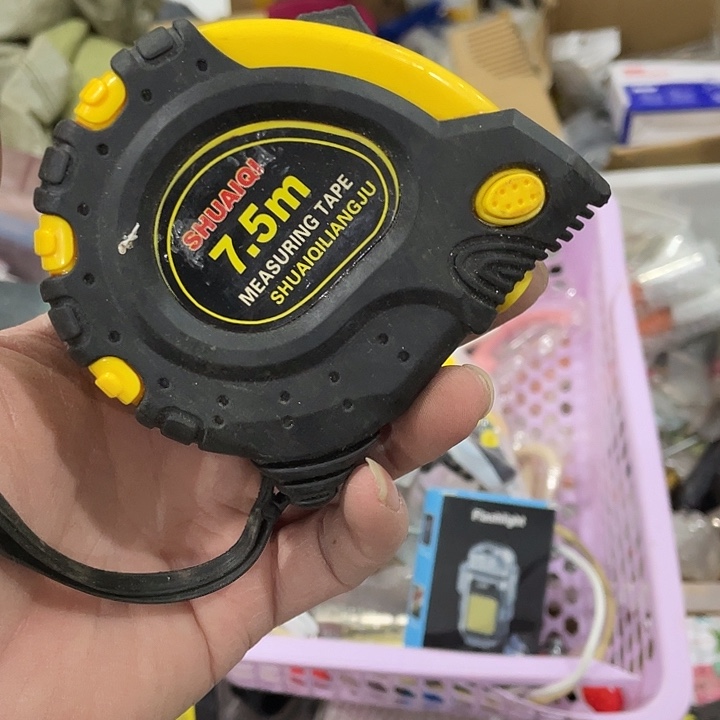 SHUAIQI
7.5m
MEASURING TAPE
SHUAIQILIANGJU
Flashlight